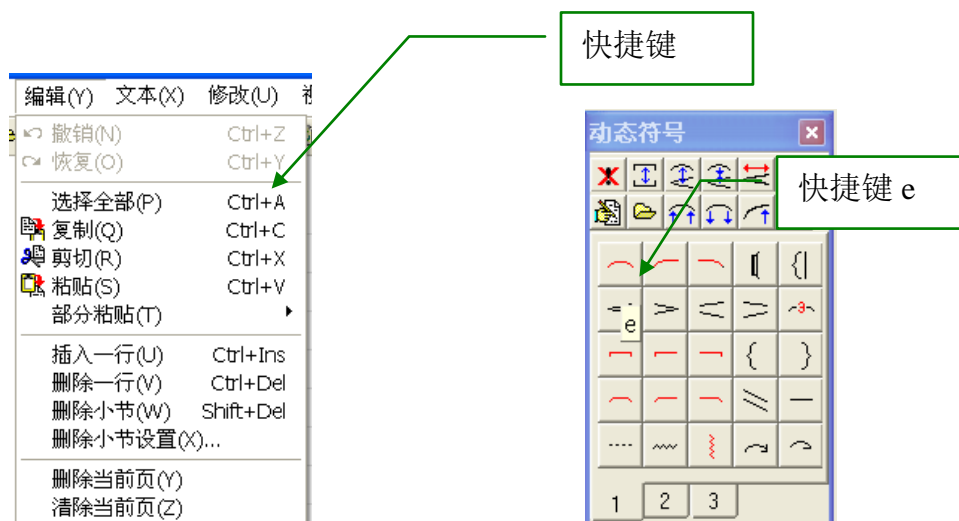 快捷键
编辑(Y) 文本(X) 修改(U)
撤销(N) Ctrl+Z
恢复(O) Ctrl+Y
选择全部(P) Ctrl+A
复制(Q) Ctrl+C
剪切(R) Ctrl+X
粘贴(S) Ctrl+V
部分粘贴(T)
插入一行(U) Ctrl+Ins
删除一行(V) Ctrl+Del
删除小节(W) Shift+Del
删除小节设置(X)...
删除当前页(Y)
清除当前页(Z)
动态符号
快捷键 e
e
3
1 2 3